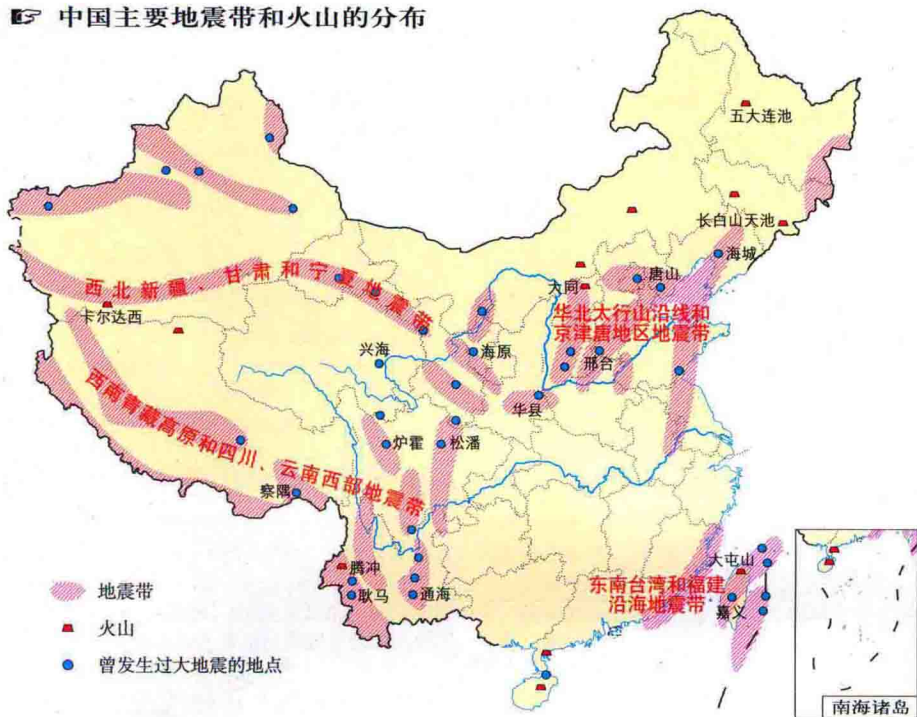 ☞ 中国主要地震带和火山的分布
五大连池
长白山天池
海城
唐山
大同
西北新疆、甘肃和宁夏地震带
卡尔达西
华北太行山沿线和
京津唐地区地震带
兴海
海原
邢台
华县
炉霍
松潘
西南青藏高原和四川、云南西部地震带
察隅
腾冲
耿马
通海
大屯山
东南台湾和福建
沿海地震带
嘉义
地震带
火山
曾发生过大地震的地点
南海诸岛